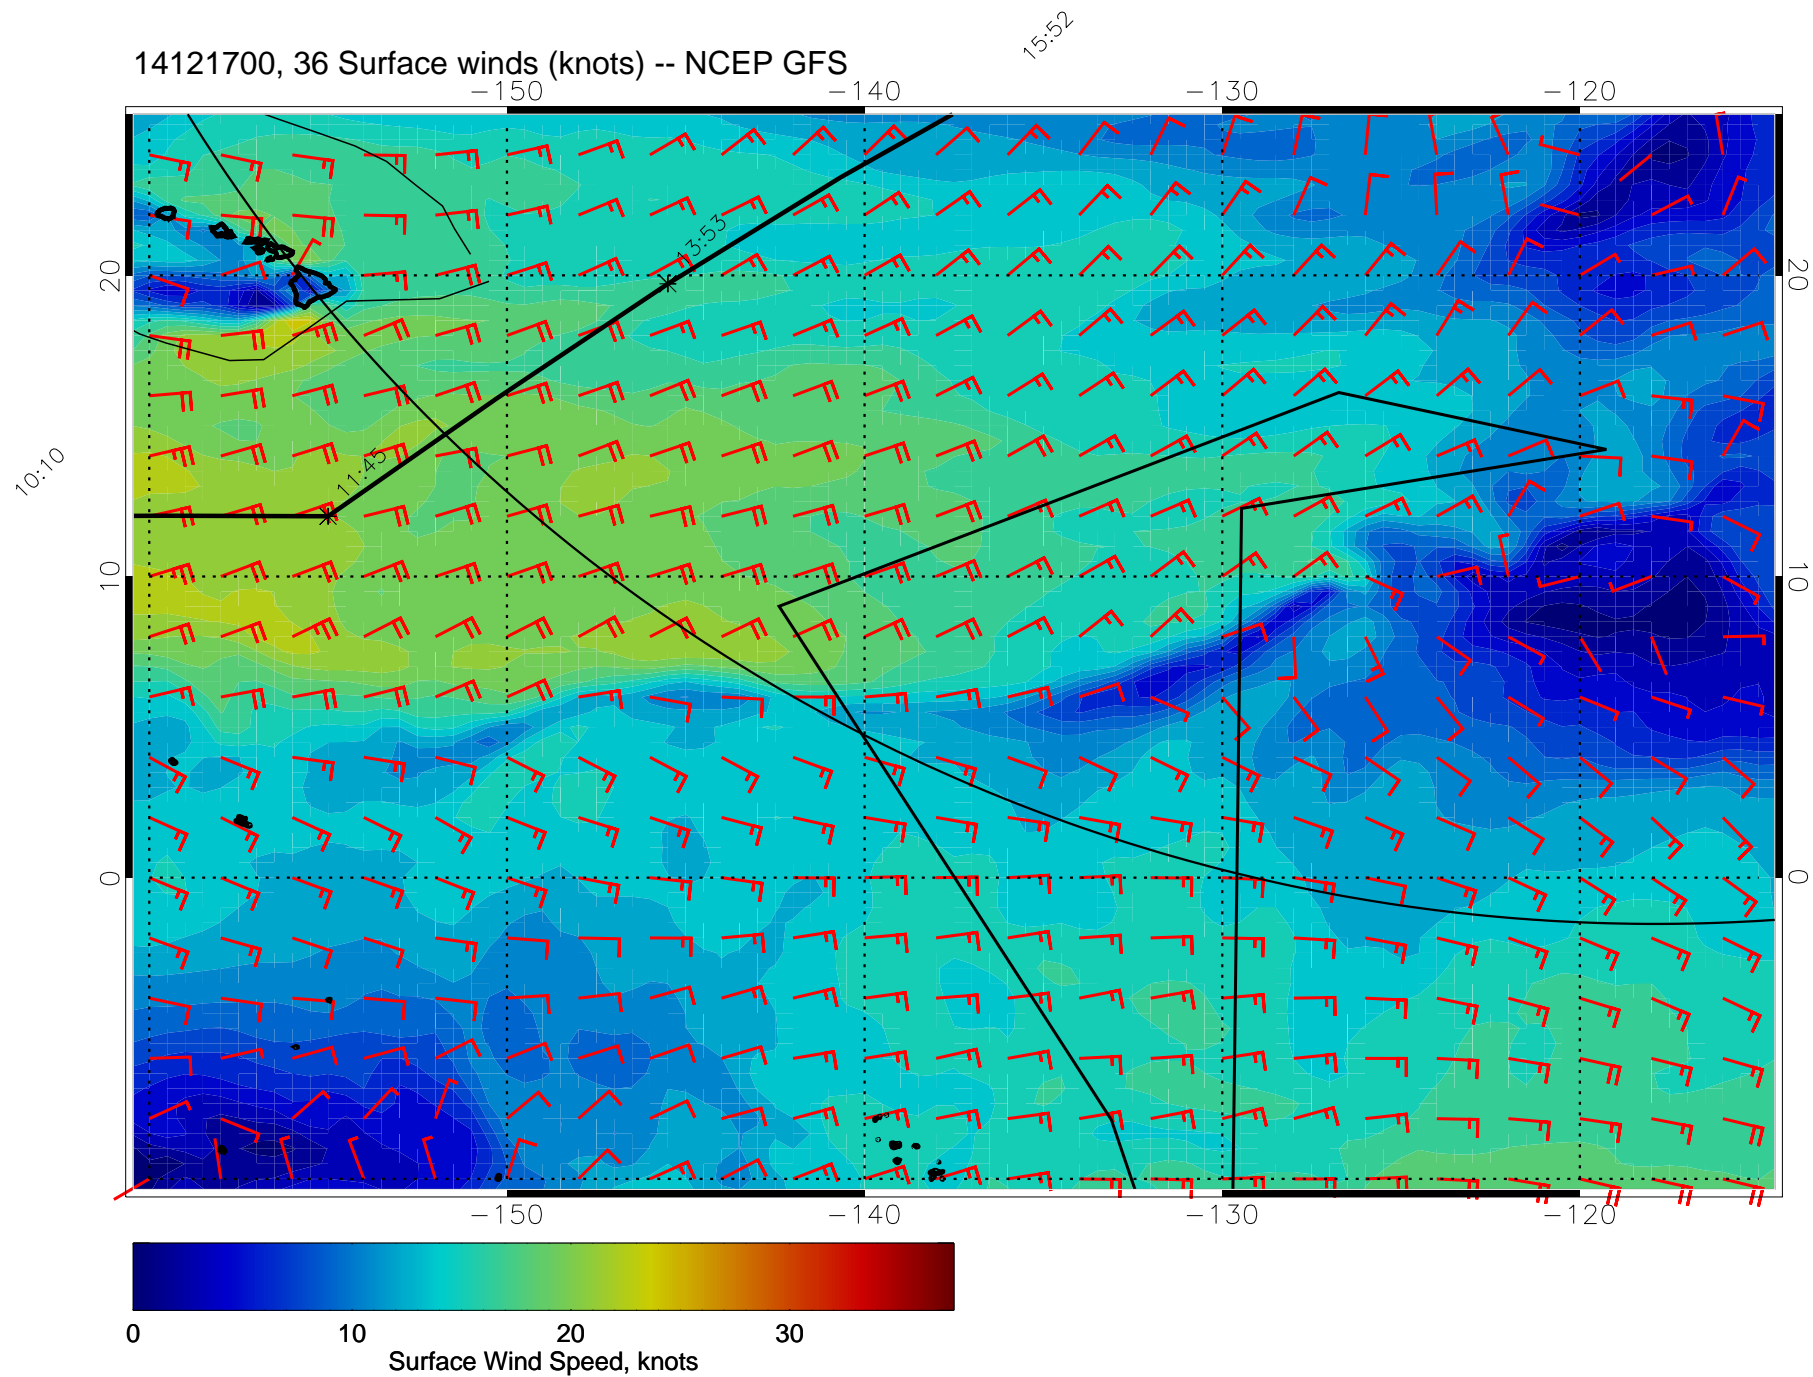 15:52
14121700, 36 Surface winds (knots) -- NCEP GFS
-150 -140 -130 -120
13:53
20 20
11:45
10:10
10 10
0 0
-150 -140 -130 -120
0 10 20 30
Surface Wind Speed, knots